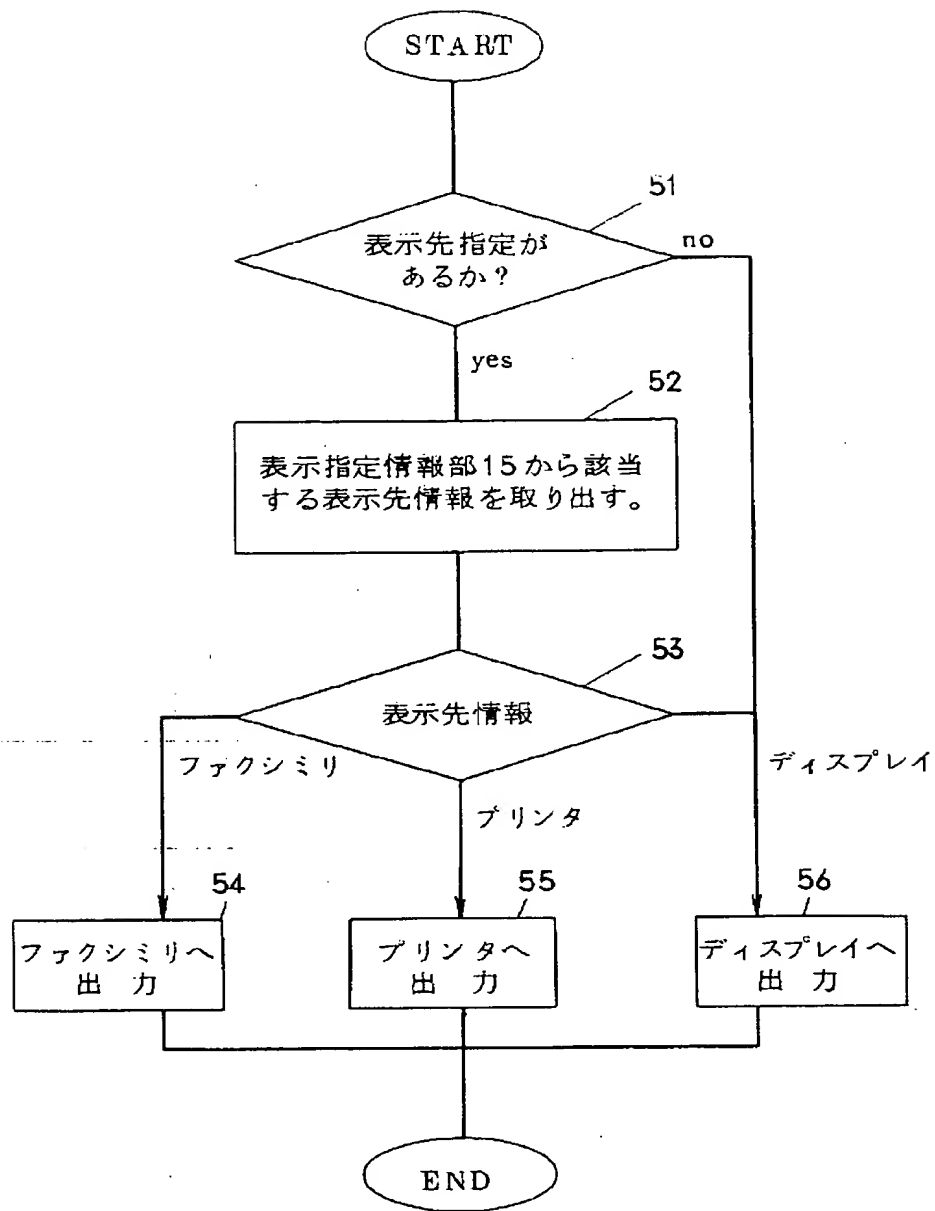 START
51
表示先指定が
あるか？
no
yes
52
表示指定情報部15から該当
する表示先情報を取り出す。
53
表示先情報
ファクシミリ
プリンタ
ディスプレイ
54
ファクシミリへ
出力
55
プリンタへ
出力
56
ディスプレイへ
出力
END